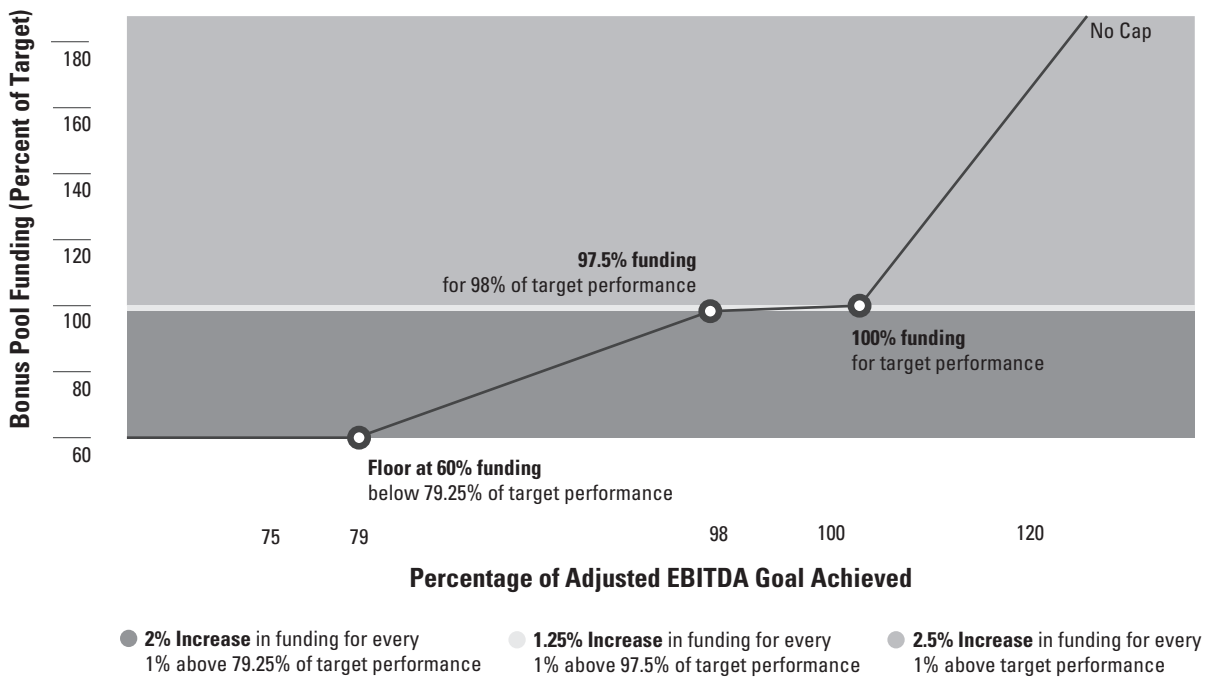 Bonus Pool Funding (Percent of Target)
180
160
140
120
100
80
60
No Cap
97.5% funding
for 98% of target performance
100% funding
for target performance
Floor at 60% funding
below 79.25% of target performance
75
79
98
100
120
Percentage of Adjusted EBITDA Goal Achieved
2% Increase in funding for every
1% above 79.25% of target performance
1.25% Increase in funding for every
1% above 97.5% of target performance
2.5% Increase in funding for every
1% above target performance